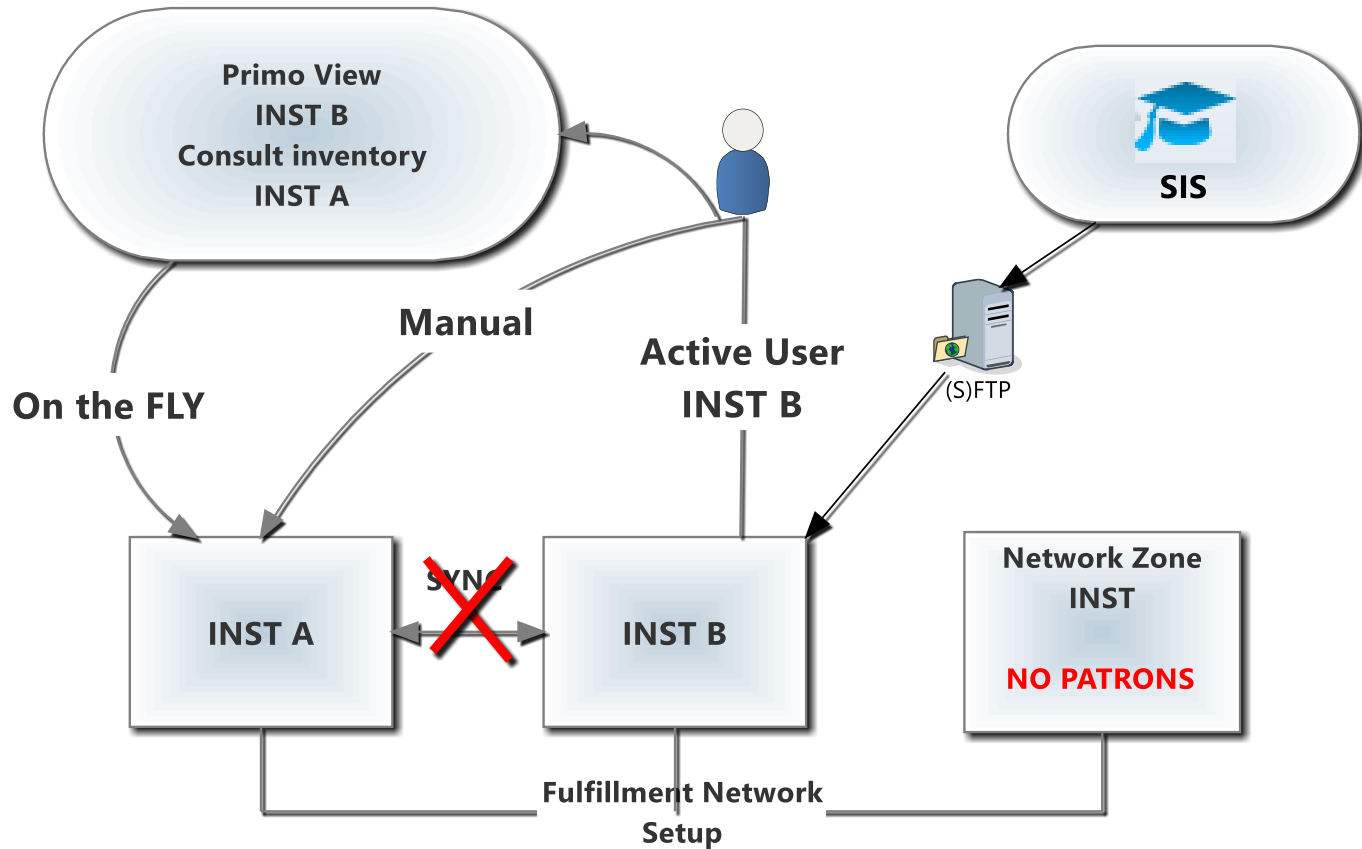 Primo View
INST B
Consult inventory
INST A
SIS
(S)FTP
Manual
Active User
INST B
On the FLY
SYNC
INST A
INST B
Network Zone
INST
NO PATRONS
Fulfillment Network
Setup